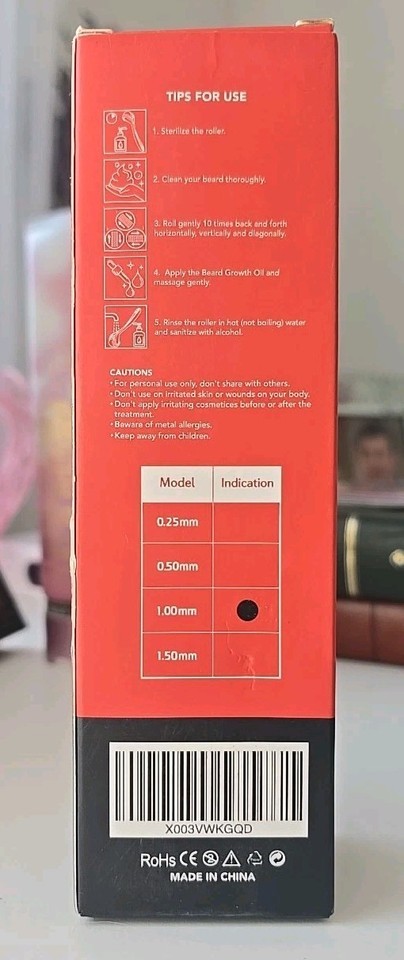 TIPS FOR USE
1. Sterilize the roller.
2. Clean your beard thoroughly.
3. Roll gently 10 times back and forth
horizontally, vertically and diagonally.
4. Apply the Beard Growth Oil and
massage gently.
5. Rinse the roller in hot (not boiling) water
and sanitize with alcohol.
CAUTIONS
• For personal use only, don't share with others.
• Don't use on irritated skin or wounds on your body.
• Don't apply irritating cosmetices before or after the
treatment.
• Beware of metal allergies.
• Keep away from children.
Model Indication
0.25mm
0.50mm
1.00mm
1.50mm
X003VWKGQD
RoHS CE
MADE IN CHINA